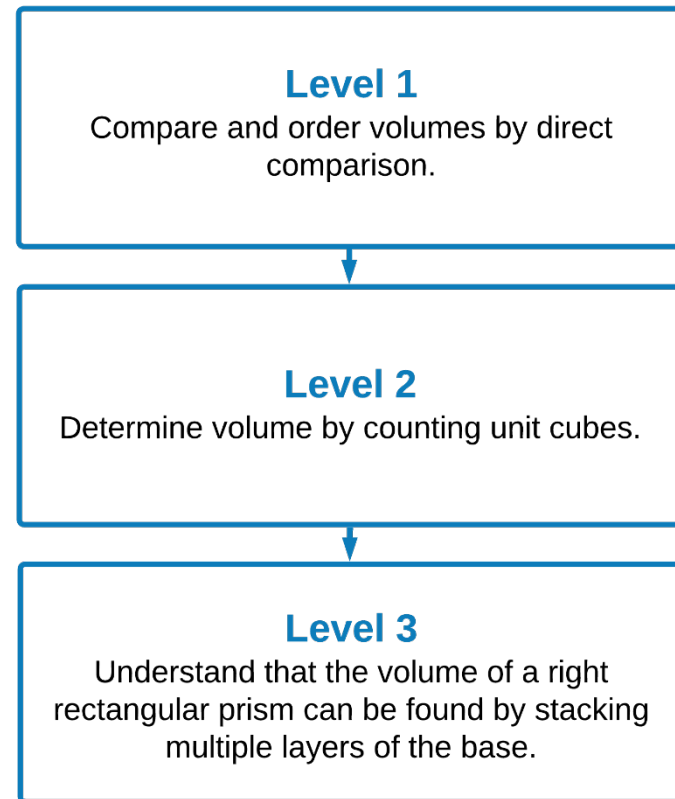 Level 1
Compare and order volumes by direct
comparison.
Level 2
Determine volume by counting unit cubes.
Level 3
Understand that the volume of a right
rectangular prism can be found by stacking
multiple layers of the base.